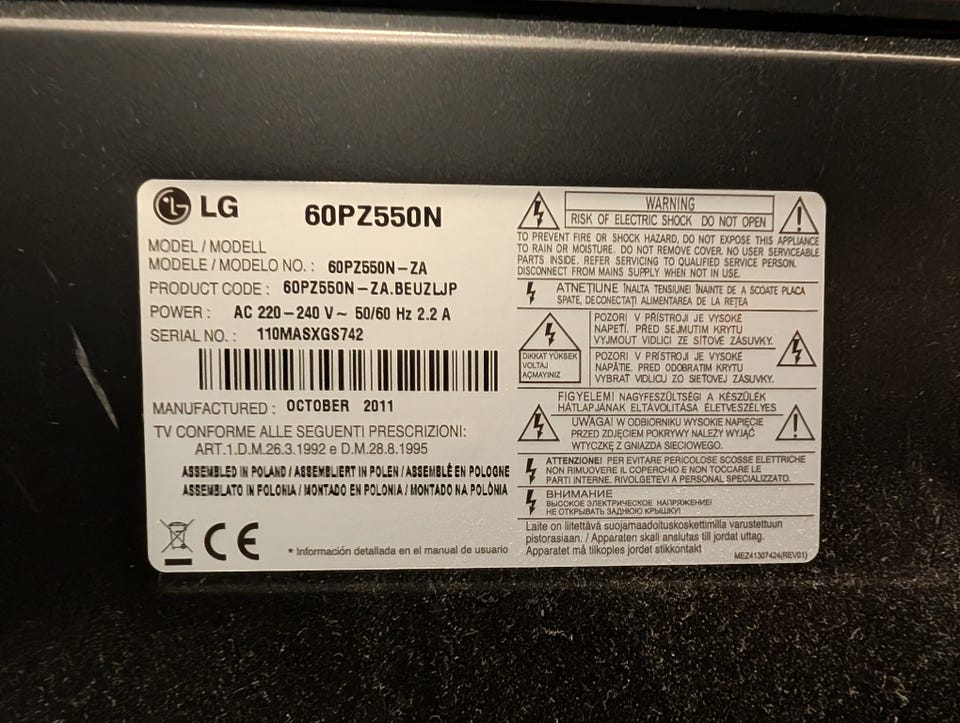 LG
60PZ550N
MODEL / MODELL
MODELE / MODELO NO. : 60PZ550N-ZA
PRODUCT CODE : 60PZ550N-ZA.BEUZLJP
POWER : AC 220-240 V~ 50/60 Hz 2.2 A
SERIAL NO. : 110MASXGS742
MANUFACTURED : OCTOBER 2011
TV CONFORME ALLE SEGUENTI PRESCRIZIONI:
ART.1.D.M.26.3.1992 e D.M.28.8.1995
ASSEMBLED IN POLAND / ASSEMBLIERT IN POLEN / ASSEMBLÉ EN POLOGNE
ASSEMBLATO IN POLONIA / MONTADO EN POLONIA / MONTADO NA POLÔNIA
CE
* Información detallada en el manual de usuario
WARNING
RISK OF ELECTRIC SHOCK DO NOT OPEN
TO PREVENT FIRE OR SHOCK HAZARD, DO NOT EXPOSE THIS APPLIANCE
TO RAIN OR MOISTURE. DO NOT REMOVE COVER. NO USER SERVICEABLE
PARTS INSIDE. REFER SERVICING TO QUALIFIED SERVICE PERSON.
DISCONNECT FROM MAINS SUPPLY WHEN NOT IN USE.
ATNEŢIUNE ÎNALTA TENSIUNE! ÎNAINTE DE A SCOATE PLACA
SPATE, DECONECTAŢI ALIMENTAREA DE LA REŢEA
DIKKAT YÜKSEK
VOLTAJ
AÇMAYINIZ
POZOR! V PŘÍSTROJI JE VYSOKÉ
NAPĚTÍ. PŘED SEJMUTIM KRYTU
VYJMOUT VIDLICI ZE SÍŤOVÉ ZÁSUVKY.
POZOR! V PRÍSTROJI JE VYSOKÉ
NAPÄTIE. PRED ODOBRATIM KRYTU
VYBRAŤ VIDLICU ZO SIEŤOVEJ ZÁSUVKY.
FIGYELEM! NAGYFESZÜLTSÉG! A KÉSZÜLÉK
HÁTLAPJÁNAK ELTÁVOLITÁSA ÉLETVESZÉLYES
UWAGA! W ODBIORNIKU WYSOKIE NAPIĘCIE
PRZED ZDJĘCIEM POKRYWY NALEŻY WYJĄĆ
WTYCZKĘ Z GNIAZDA SIECIOWEGO.
ATTENZIONE! PER EVITARE PERICOLOSE SCOSSE ELETTRICHE
NON RIMUOVERE IL COPERCHIO E NON TOCCARE LE
PARTI INTERNE. RIVOLGETEVI A PERSONAL SPECIALIZZATO.
ВНИМАНИЕ
ВЫСОКОЕ ЭЛЕКТРИЧЕСКОЕ НАПРЯЖЕНИЕ!
НЕ ОТКРЫВАТЬ ЗАДНЮЮ КРЫШКУ!
Laite on liitettävä suojamaadoituskoskettimilla varustettuun
pistorasiaan. / Apparaten skall anslutas till jordat uttag.
Apparatet må tilkoples jordet stikkontakt
MEZ41307424(REV01)